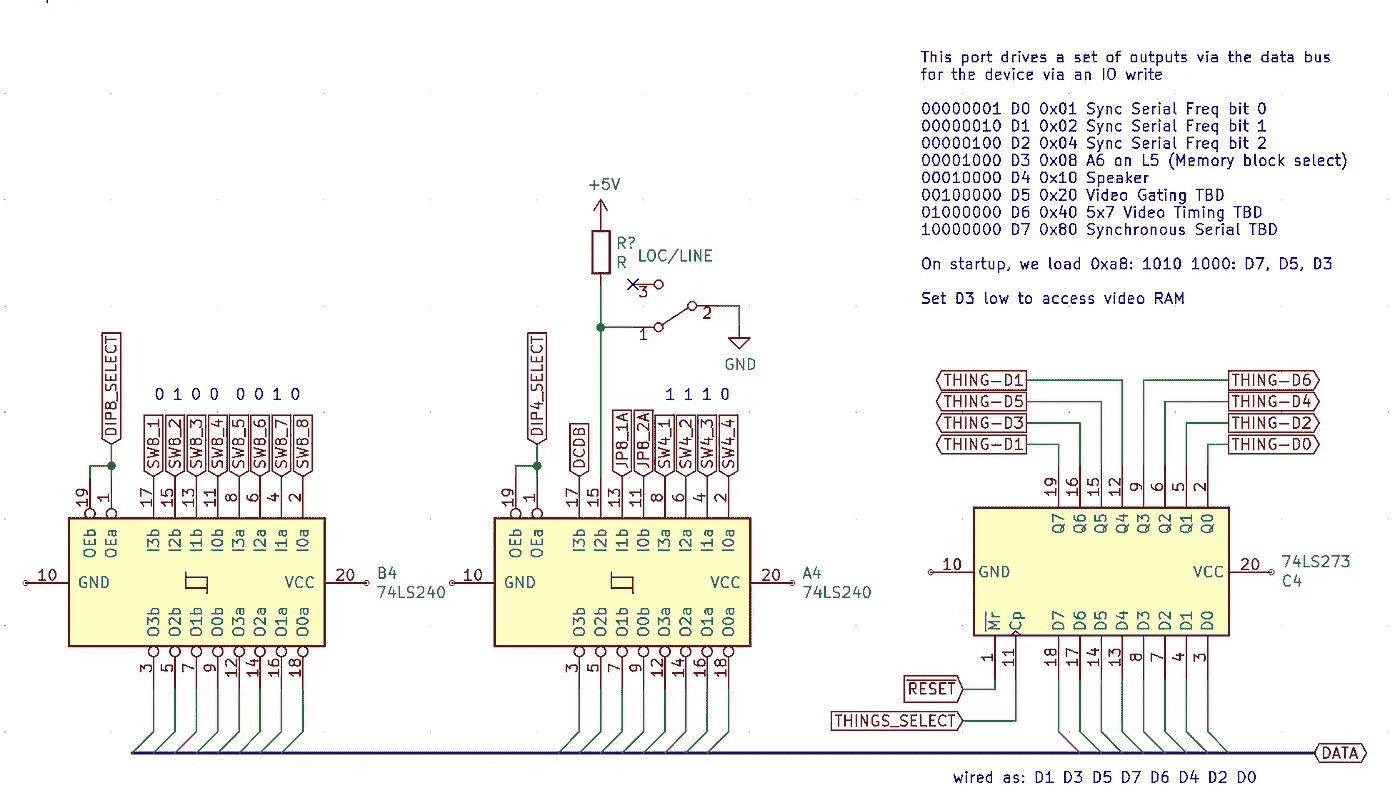 This port drives a set of outputs via the data bus
for the device via an IO write
00000001 D0 0x01 Sync Serial Freq bit 0
00000010 D1 0x02 Sync Serial Freq bit 1
00000100 D2 0x04 Sync Serial Freq bit 2
00001000 D3 0x08 A6 on L5 (Memory block select)
00010000 D4 0x10 Speaker
00100000 D5 0x20 Video Gating TBD
01000000 D6 0x40 5x7 Video Timing TBD
10000000 D7 0x80 Synchronous Serial TBD
On startup, we load 0xa8: 1010 1000: D7, D5, D3
Set D3 low to access video RAM
+5V
R?
R
LOC/LINE
3
2
1
GND
DIP8_SELECT
0 1 0 0 0 0 1 0
SW8_1 SW8_2 SW8_3 SW8_4 SW8_5 SW8_6 SW8_7 SW8_8
19 1 17 15 13 11 8 6 4 2
OEb OEa I3b I2b I1b I0b I3a I2a I1a I0a
10 GND VCC 20
B4
74LS240
O3b O2b O1b O0b O3a O2a O1a O0a
3 5 7 9 12 14 16 18
DIP4_SELECT
1 1 1 0
DCDB JP8_1A JP8_2A SW4_1 SW4_2 SW4_3 SW4_4
19 1 17 15 13 11 8 6 4 2
OEb OEa I3b I2b I1b I0b I3a I2a I1a I0a
10 GND VCC 20
A4
74LS240
O3b O2b O1b O0b O3a O2a O1a O0a
3 5 7 9 12 14 16 18
THING-D1 THING-D6
THING-D5 THING-D4
THING-D3 THING-D2
THING-D1 THING-D0
19 16 15 12 9 6 5 2
Q7 Q6 Q5 Q4 Q3 Q2 Q1 Q0
10 GND VCC 20
74LS273
C4
Mr Cp D7 D6 D5 D4 D3 D2 D1 D0
1 11 18 17 14 13 8 7 4 3
RESET
THINGS_SELECT
DATA
wired as: D1 D3 D5 D7 D6 D4 D2 D0